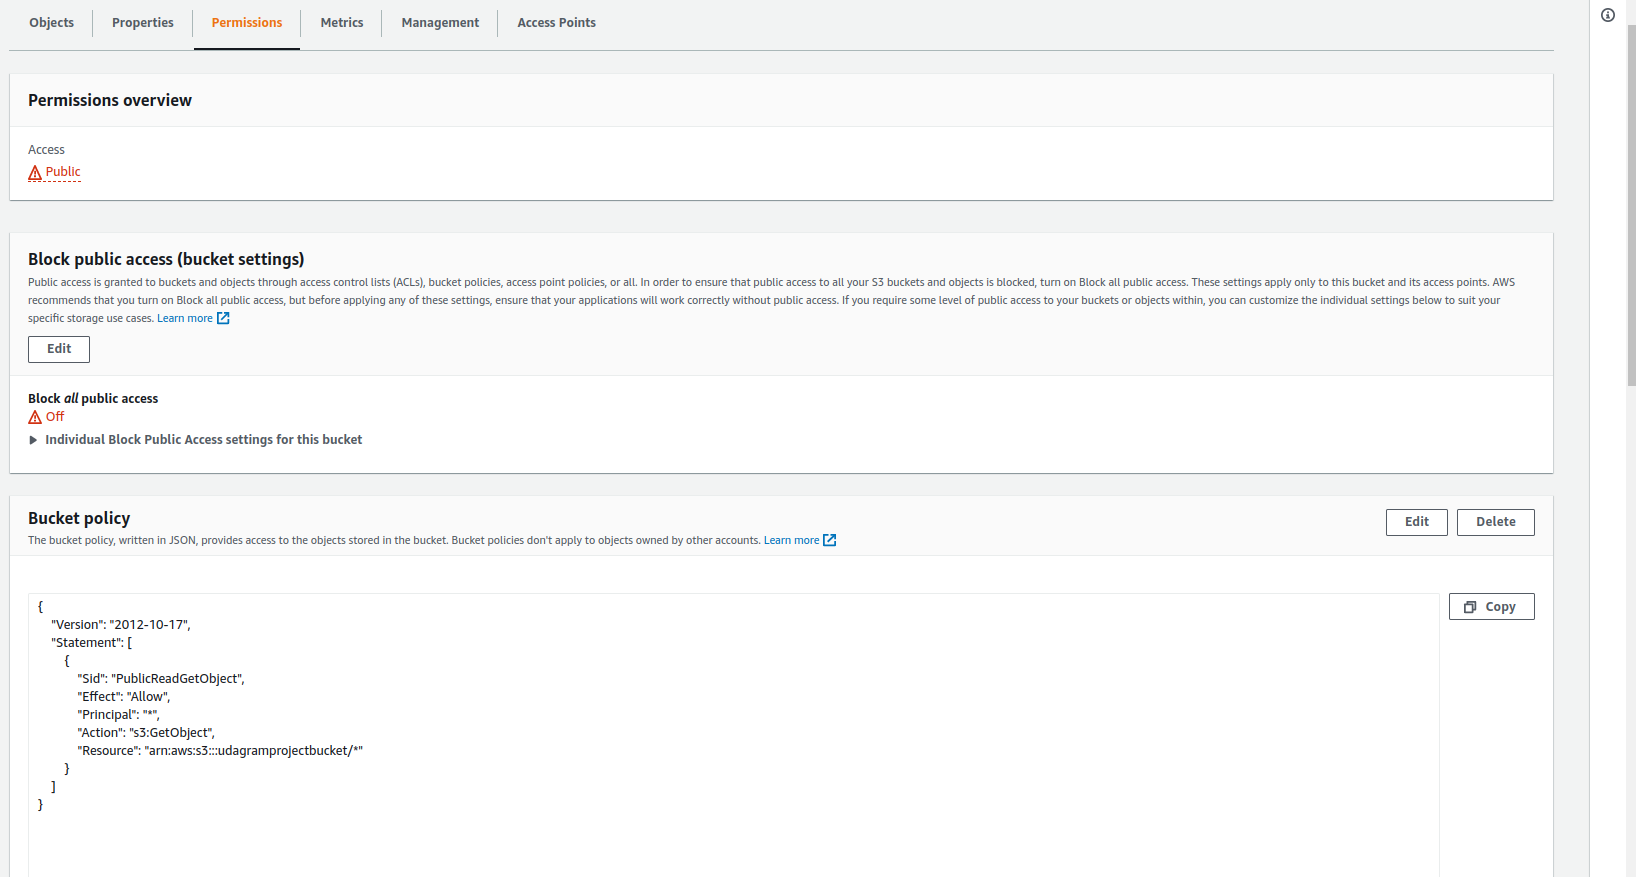 Objects
Properties
Permissions
Metrics
Management
Access Points
Permissions overview
Access
Public
Block public access (bucket settings)
Public access is granted to buckets and objects through access control lists (ACLs), bucket policies, access point policies, or all. In order to ensure that public access to all your S3 buckets and objects is blocked, turn on Block all public access. These settings apply only to this bucket and its access points. AWS
recommends that you turn on Block all public access, but before applying any of these settings, ensure that your applications will work correctly without public access. If you require some level of public access to your buckets or objects within, you can customize the individual settings below to suit your
specific storage use cases. Learn more
Edit
Block all public access
Off
Individual Block Public Access settings for this bucket
Bucket policy
Edit
Delete
The bucket policy, written in JSON, provides access to the objects stored in the bucket. Bucket policies don't apply to objects owned by other accounts. Learn more
Copy
{
"Version": "2012-10-17",
"Statement": [
{
"Sid": "PublicReadGetObject",
"Effect": "Allow",
"Principal": "*",
"Action": "s3:GetObject",
"Resource": "arn:aws:s3:::udagramprojectbucket/*"
}
]
}